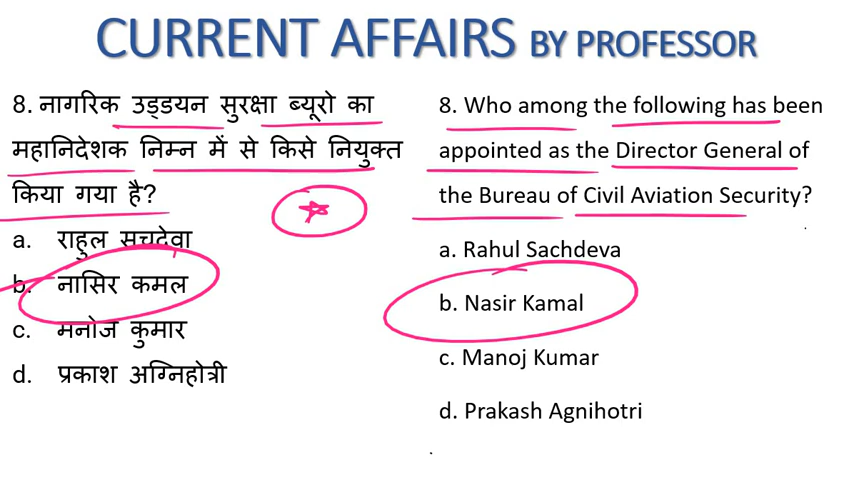 CURRENT AFFAIRS BY PROFESSOR
8. नागरिक उड्डयन सुरक्षा ब्यूरो का
महानिदेशक निम्न में से किसे नियुक्त
किया गया है?
a. राहुल सचदेवा
b. नासिर कमल
c. मनोज कुमार
d. प्रकाश अग्निहोत्री
8. Who among the following has been
appointed as the Director General of
the Bureau of Civil Aviation Security?
a. Rahul Sachdeva
b. Nasir Kamal
c. Manoj Kumar
d. Prakash Agnihotri